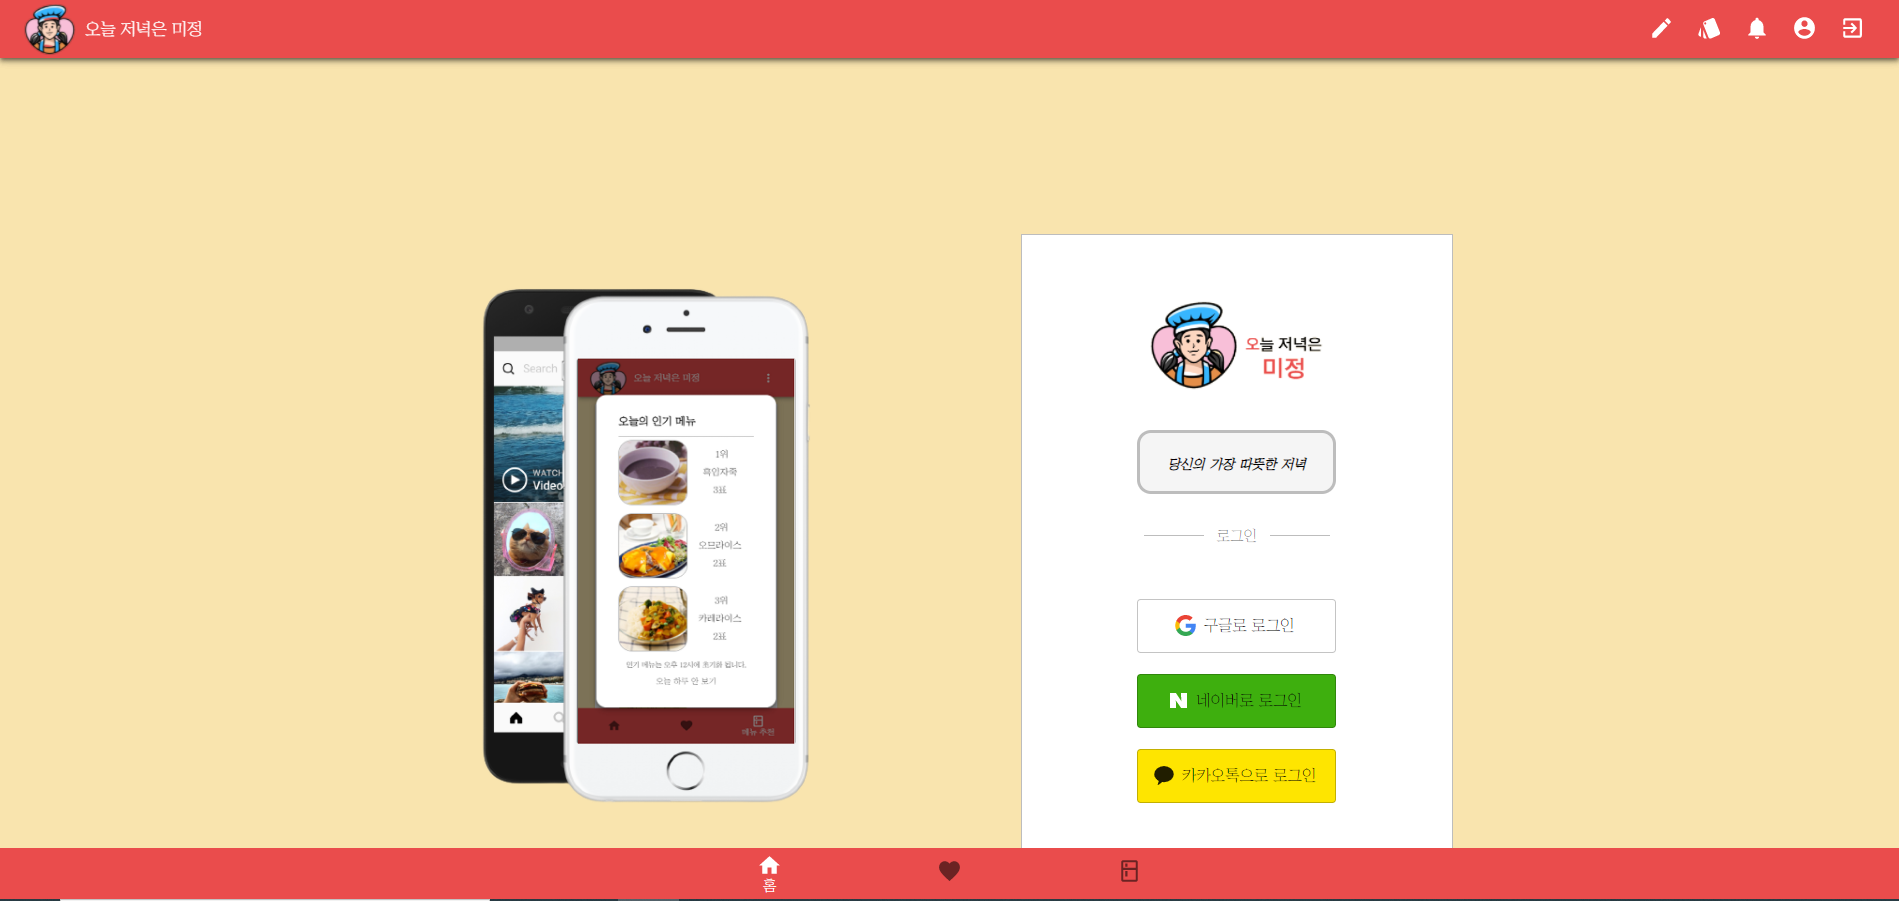 오늘 저녁은 미정
Search
WATCH
Video
오늘 저녁은 미정
오늘의 인기 메뉴
1위
흑임자죽
3표
2위
오므라이스
2표
3위
카레라이스
2표
인기 메뉴는 오후 12시에 초기화 됩니다.
오늘 하루 안 보기
메뉴 추천
오늘 저녁은
미정
당신의 가장 따뜻한 저녁
로그인
구글로 로그인
네이버로 로그인
카카오톡으로 로그인
홈